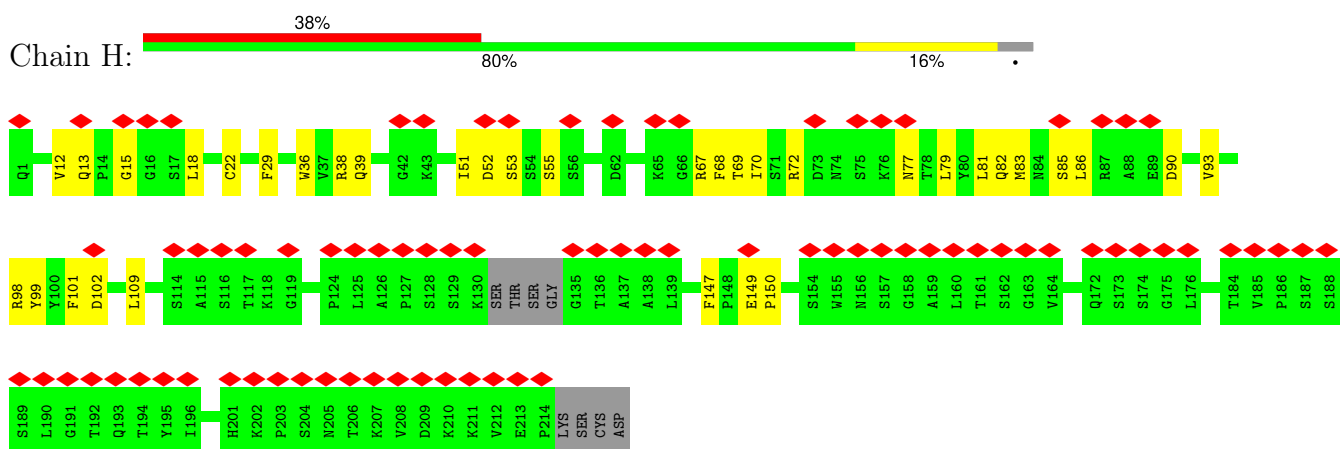 38%
Chain H:
80% 16% •
Q1 V12 Q13 P14 G15 G16 S17 L18 C22 F29 W36 V37 R38 Q39 G42 K43 I51 D52 S53 S54 S55 S56 D62 K65 G66 R67 F68 T69 I70 S71 R72 D73 N74 S75 K76 N77 T78 L79 Y80 L81 Q82 M83 N84 S85 L86 R87 A88 E89 D90 V93
R98 Y99 Y100 F101 D102 L109 S114 A115 S116 T117 K118 G119 P124 L125 A126 P127 S128 S129 K130 SER THR SER GLY G135 T136 A137 A138 L139 F147 P148 E149 P150 S154 W155 N156 S157 G158 A159 L160 T161 S162 G163 V164 Q172 S173 S174 G175 L176 T184 V185 P186 S187 S188
S189 L190 G191 T192 Q193 T194 Y195 I196 H201 K202 P203 S204 N205 T206 K207 V208 D209 K210 K211 V212 E213 P214 LYS SER CYS ASP